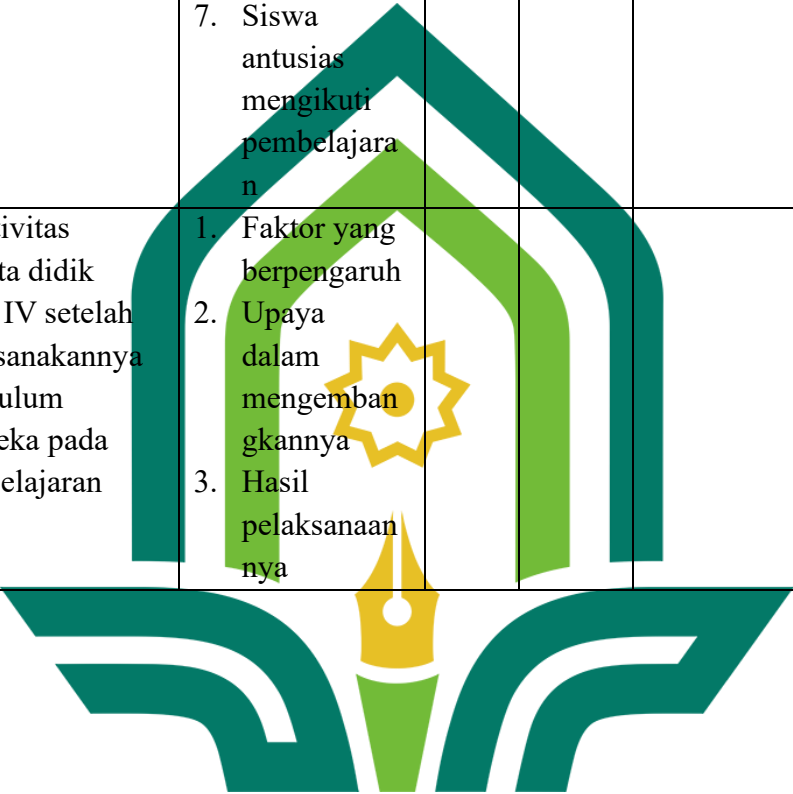 7. Siswa
antusias
mengikuti
pembelajara
n
ivitas
ta didik
IV setelah
sanakannya
ulum
eka pada
elajaran
1. Faktor yang
berpengaruh
2. Upaya
dalam
mengemban
gkannya
3. Hasil
pelaksanaan
nya